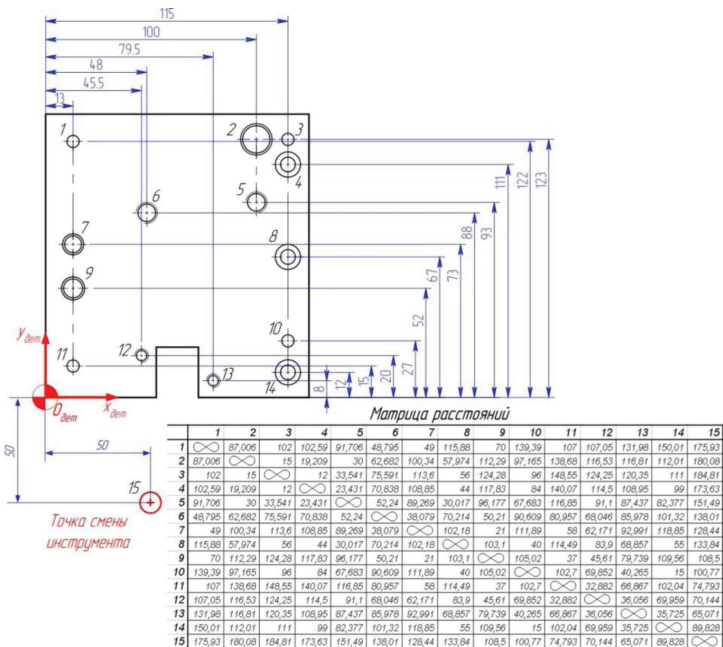 115
100
79.5
48
45.5
13
1
2
3
4
5
6
7
8
9
10
11
12
13
14
111
122
123
88
93
67
73
52
27
20
15
12
8
Yдет
Oдет
Xдет
50
50
15
Точка смены
инструмента
Матрица расстояний
1 2 3 4 5 6 7 8 9 10 11 12 13 14 15
1 ∞ 87,006 102 102,59 91,706 48,795 49 115,88 70 139,39 107 107,05 131,98 150,01 175,93
2 87,006 ∞ 15 19,209 30 62,682 100,34 57,974 112,29 97,165 138,68 116,53 116,81 112,01 180,08
3 102 15 ∞ 12 33,541 75,591 113,6 56 124,28 96 148,55 124,25 120,35 111 184,81
4 102,59 19,209 12 ∞ 23,431 70,838 108,85 44 117,83 84 140,07 114,5 108,95 99 173,63
5 91,706 30 33,541 23,431 ∞ 52,24 89,269 30,017 96,177 67,683 116,85 91,1 87,437 82,377 151,49
6 48,795 62,682 75,591 70,838 52,24 ∞ 38,079 70,214 50,21 90,609 80,957 68,046 85,978 101,32 138,01
7 49 100,34 113,6 108,85 89,269 38,079 ∞ 102,18 21 111,89 58 62,171 92,991 118,85 128,44
8 115,88 57,974 56 44 30,017 70,214 102,18 ∞ 103,1 40 114,49 83,9 68,857 55 133,84
9 70 112,29 124,28 117,83 96,177 50,21 21 103,1 ∞ 105,02 37 45,61 79,739 109,56 108,5
10 139,39 97,165 96 84 67,683 90,609 111,89 40 105,02 ∞ 102,7 69,852 40,265 15 100,77
11 107 138,68 148,55 140,07 116,85 80,957 58 114,49 37 102,7 ∞ 32,882 66,867 102,04 74,793
12 107,05 116,53 124,25 114,5 91,1 68,046 62,171 83,9 45,61 69,852 32,882 ∞ 36,056 69,959 70,144
13 131,98 116,81 120,35 108,95 87,437 85,978 92,991 68,857 79,739 40,265 66,867 36,056 ∞ 35,725 65,071
14 150,01 112,01 111 99 82,377 101,32 118,85 55 109,56 15 102,04 69,959 35,725 ∞ 89,828
15 175,93 180,08 184,81 173,63 151,49 138,01 128,44 133,84 108,5 100,77 74,793 70,144 65,071 89,828 ∞